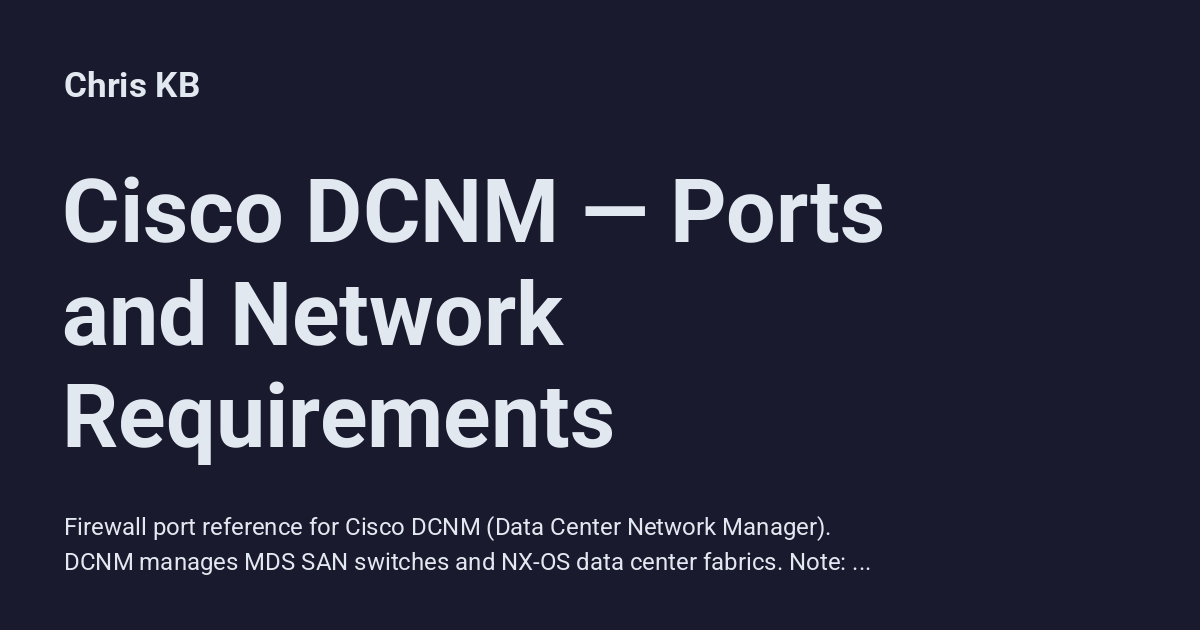 Chris KB
Cisco DCNM — Ports
and Network
Requirements
Firewall port reference for Cisco DCNM (Data Center Network Manager).
DCNM manages MDS SAN switches and NX-OS data center fabrics. Note: ...